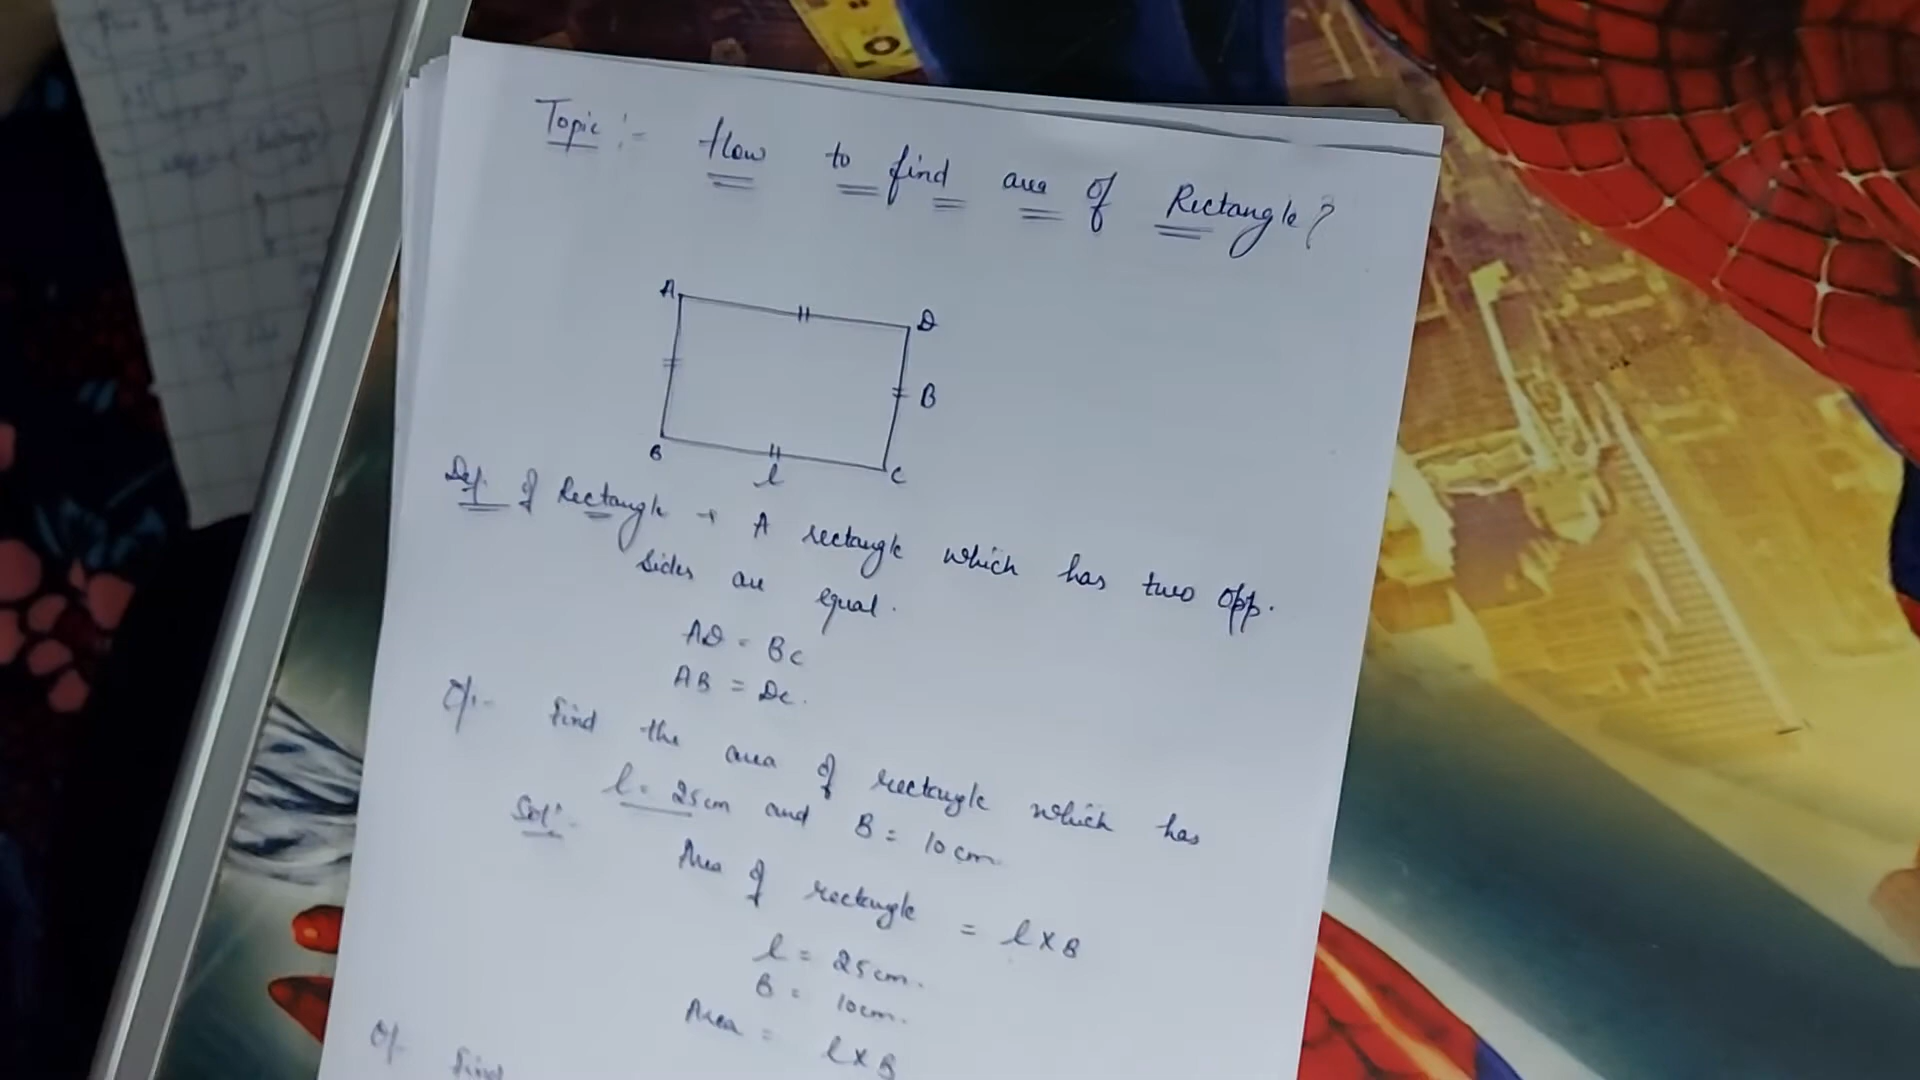 Topic :- How to find area of Rectangle?
A
D
B
B
l
C
Def. of Rectangle → A rectangle which has two opp.
sides are equal.
AD = BC
AB = DC.
Q:- find the area of rectangle which has
l = 25cm and B = 10cm.
Sol:-
Area of rectangle = l x B
l = 25cm.
B = 10cm.
Area = l x B
Q- find